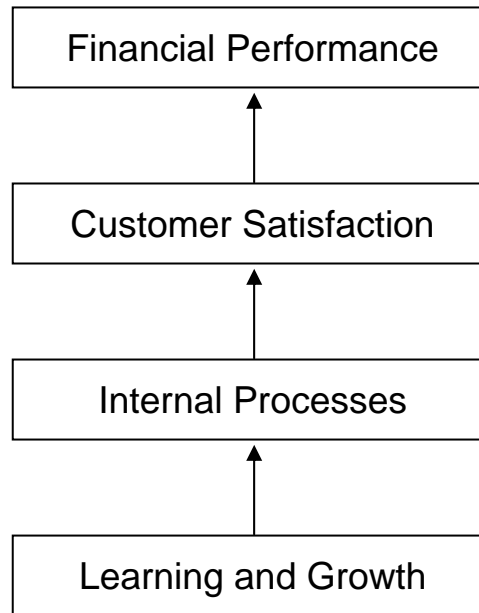 Financial Performance
Customer Satisfaction
Internal Processes
Learning and Growth